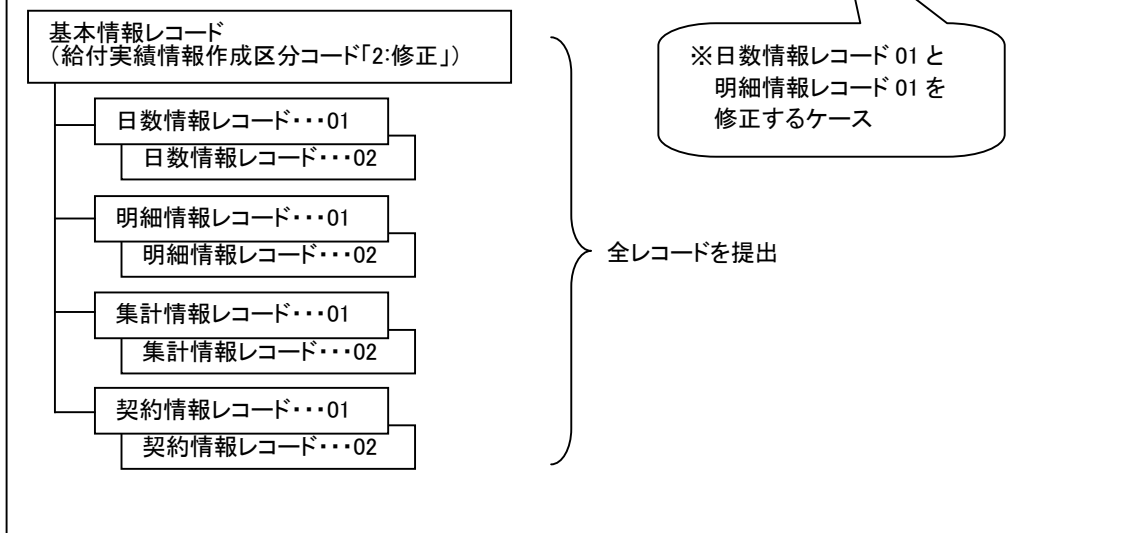 基本情報レコード
(給付実績情報作成区分コード「2:修正」)
日数情報レコード・・・01
日数情報レコード・・・02
明細情報レコード・・・01
明細情報レコード・・・02
集計情報レコード・・・01
集計情報レコード・・・02
契約情報レコード・・・01
契約情報レコード・・・02
全レコードを提出
※日数情報レコード 01 と
明細情報レコード 01 を
修正するケース